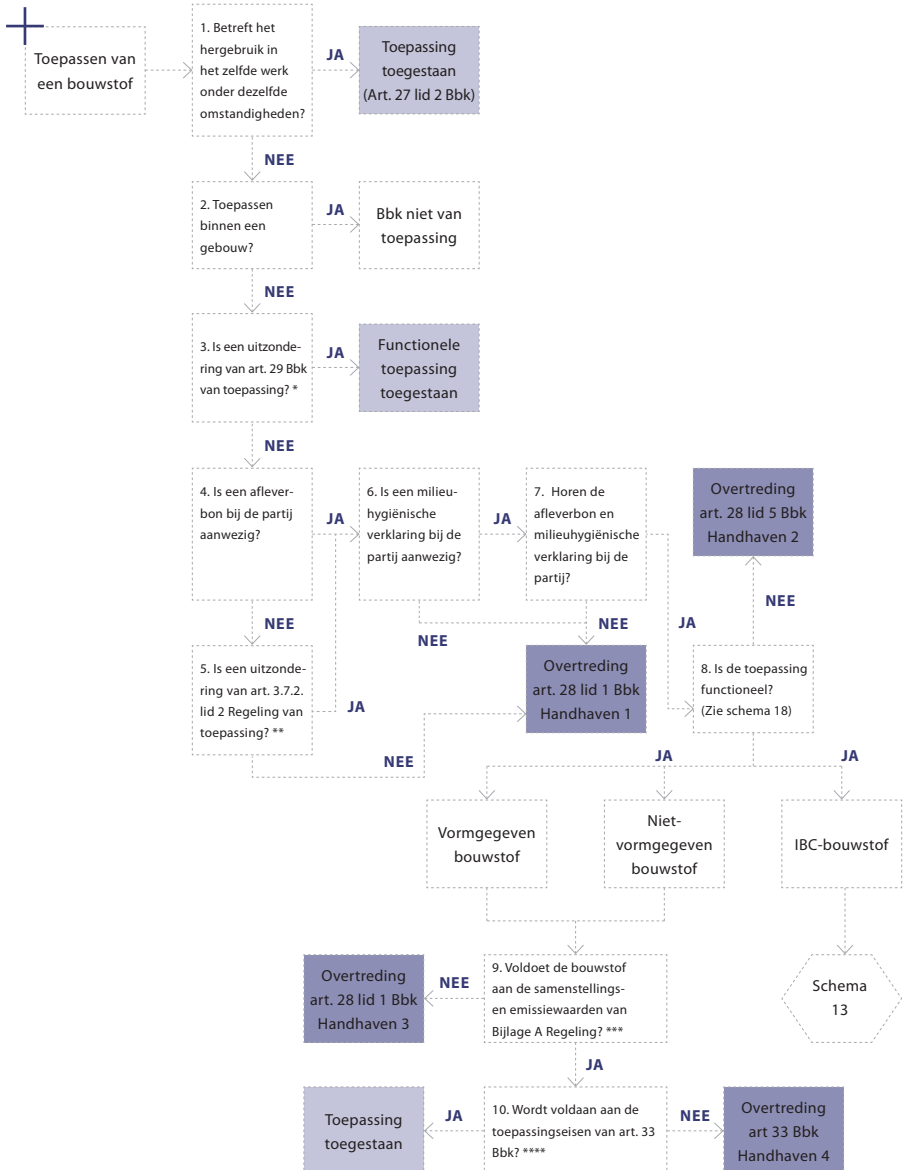 Toepassen van
een bouwstof
1. Betreft het
hergebruik in
het zelfde werk
onder dezelfde
omstandigheden?
JA
Toepassing
toegestaan
(Art. 27 lid 2 Bbk)
NEE
2. Toepassen
binnen een
gebouw?
JA
Bbk niet van
toepassing
NEE
3. Is een uitzonde-
ring van art. 29 Bbk
van toepassing? *
JA
Functionele
toepassing
toegestaan
NEE
4. Is een aflever-
bon bij de partij
aanwezig?
JA
6. Is een milieu-
hygiënische
verklaring bij de
partij aanwezig?
JA
7. Horen de
afleverbon en
milieuhygiënische
verklaring bij de
partij?
Overtreding
art. 28 lid 5 Bbk
Handhaven 2
NEE
NEE
NEE
NEE
JA
5. Is een uitzonde-
ring van art. 3.7.2.
lid 2 Regeling van
toepassing? **
JA
NEE
Overtreding
art. 28 lid 1 Bbk
Handhaven 1
8. Is de toepassing
functioneel?
(Zie schema 18)
JA
JA
Vormgegeven
bouwstof
Niet-
vormgegeven
bouwstof
IBC-bouwstof
Overtreding
art. 28 lid 1 Bbk
Handhaven 3
NEE
9. Voldoet de bouwstof
aan de samenstellings-
en emissiewaarden van
Bijlage A Regeling? ***
Schema
13
JA
Toepassing
toegestaan
JA
10. Wordt voldaan aan de
toepassingseisen van art. 33
Bbk? ****
NEE
Overtreding
art 33 Bbk
Handhaven 4